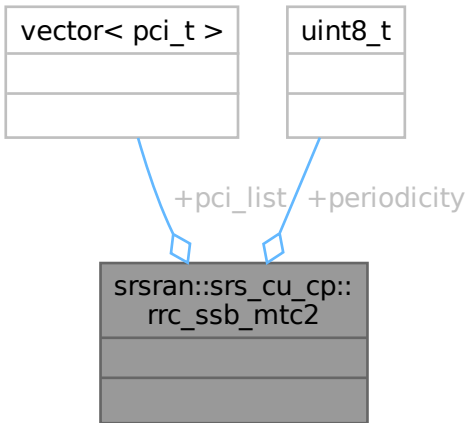 vector< pci_t >
uint8_t
+pci_list
+periodicity
srsran::srs_cu_cp::
rrc_ssb_mtc2